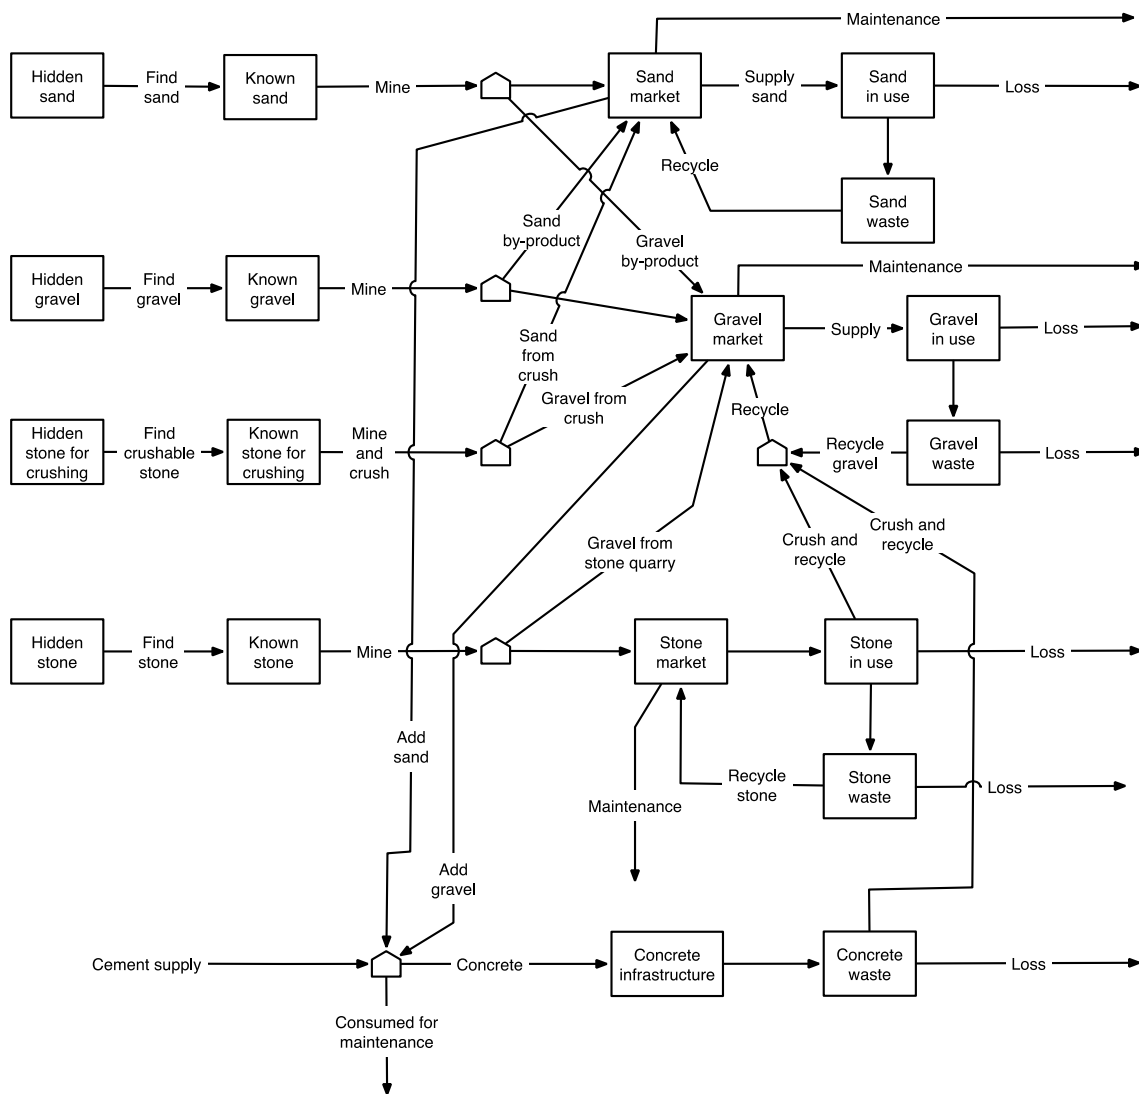 Maintenance
Hidden
sand
Find
sand
Known
sand
Mine
Sand
market
Supply
sand
Sand
in use
Loss
Recycle
Sand
waste
Sand
by-product
Gravel
by-product
Maintenance
Hidden
gravel
Find
gravel
Known
gravel
Mine
Gravel
market
Supply
Gravel
in use
Loss
Sand
from
crush
Gravel from
crush
Recycle
Hidden
stone for
crushing
Find
crushable
stone
Known
stone for
crushing
Mine
and
crush
Recycle
gravel
Gravel
waste
Loss
Gravel from
stone quarry
Crush and
recycle
Crush and
recycle
Hidden
stone
Find
stone
Known
stone
Mine
Stone
market
Stone
in use
Loss
Add
sand
Maintenance
Recycle
stone
Stone
waste
Loss
Add
gravel
Cement supply
Concrete
Concrete
infrastructure
Concrete
waste
Loss
Consumed for
maintenance